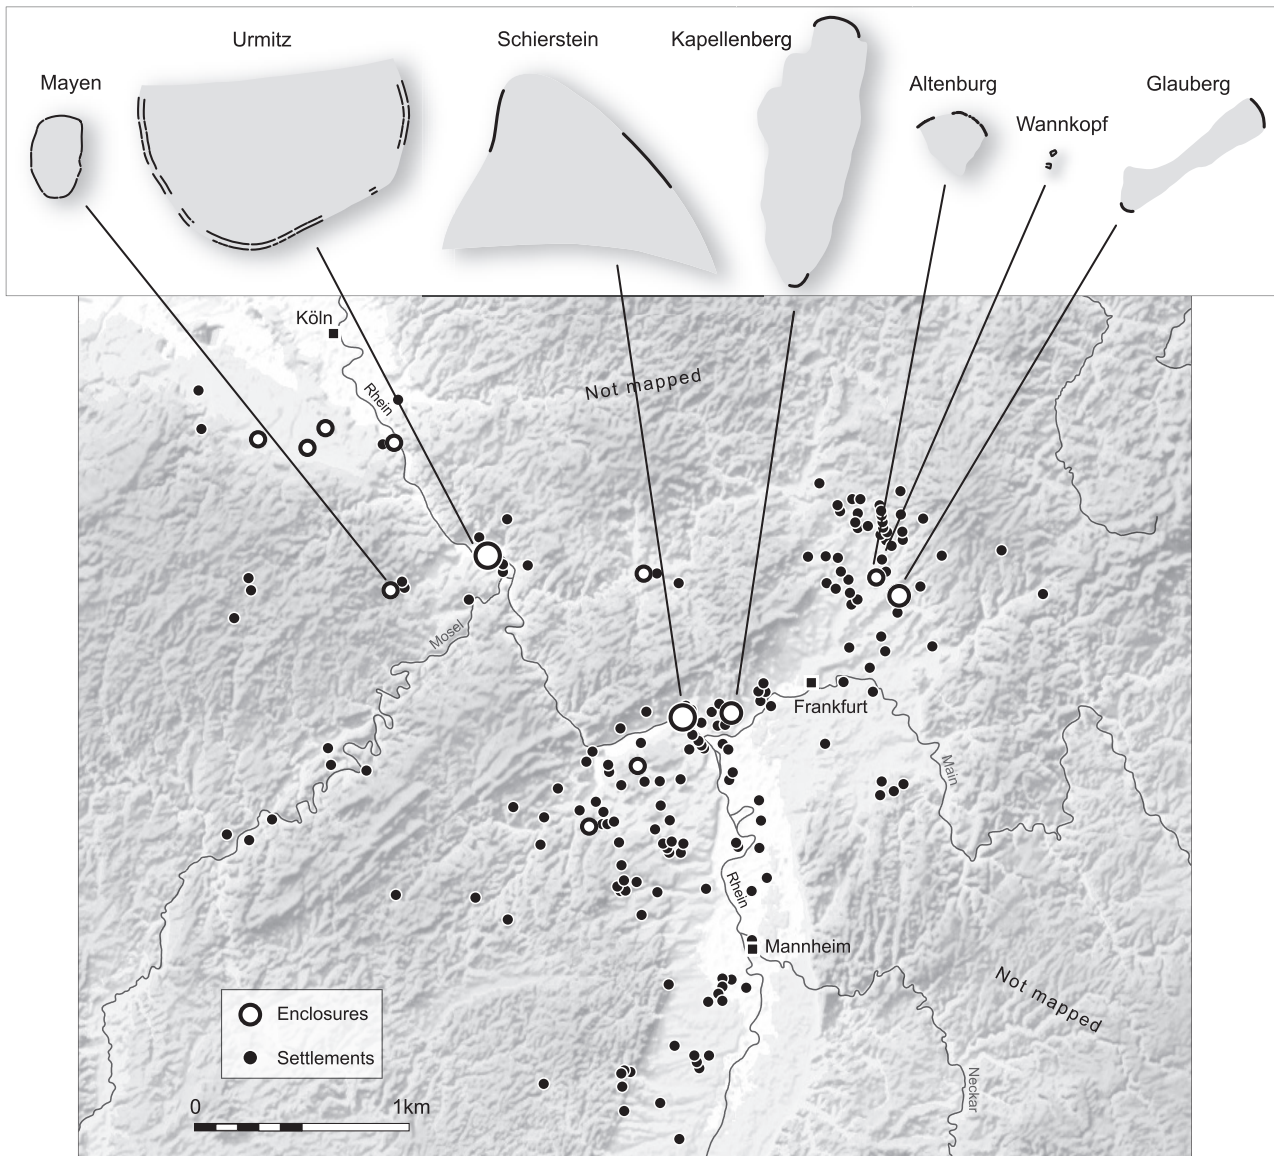 Urmitz
Schierstein
Kapellenberg
Mayen
Altenburg
Glauberg
Wannkopf
Köln
Rhein
Not mapped
Mosel
Frankfurt
Main
Rhein
Mannheim
Not mapped
Enclosures
Settlements
Neckar
0 1km